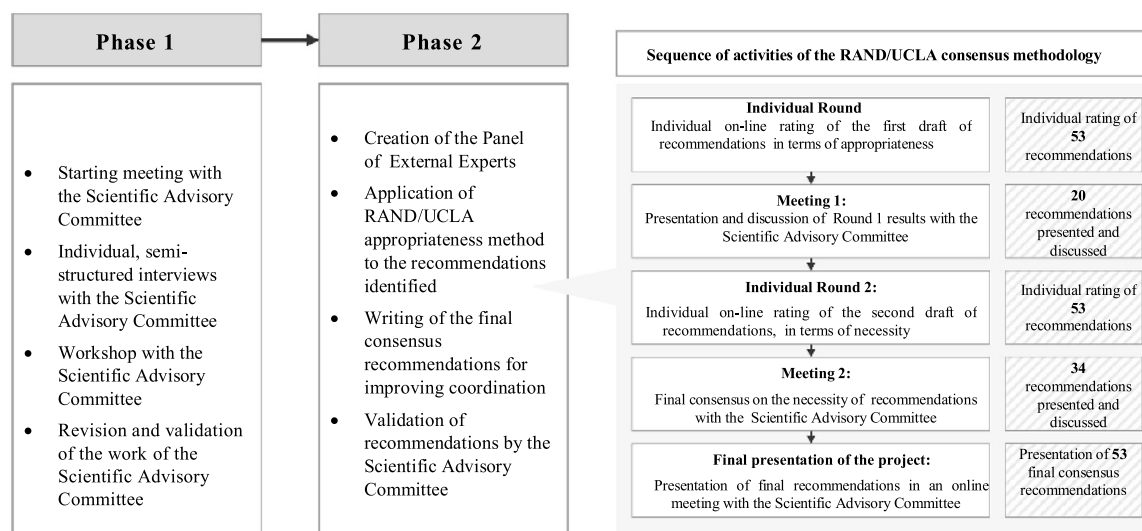 Phase 1
Starting meeting with
the Scientific Advisory
Committee
Individual, semi-
structured interviews
with the Scientific
Advisory Committee
Workshop with the
Scientific Advisory
Committee
Revision and validation
of the work of the
Scientific Advisory
Committee
Phase 2
Creation of the Panel
of External Experts
Application of
RAND/UCLA
appropriateness method
to the recommendations
identified
Writing of the final
consensus
recommendations for
improving coordination
Validation of
recommendations by the
Scientific Advisory
Committee
Sequence of activities of the RAND/UCLA consensus methodology
Individual Round
Individual on-line rating of the first draft of
recommendations in terms of appropriateness
Individual rating of
53
recommendations
Meeting 1:
Presentation and discussion of Round 1 results with the
Scientific Advisory Committee
20
recommendations
presented and
discussed
Individual Round 2:
Individual on-line rating of the second draft of
recommendations, in terms of necessity
Individual rating of
53
recommendations
Meeting 2:
Final consensus on the necessity of recommendations
with the Scientific Advisory Committee
34
recommendations
presented and
discussed
Final presentation of the project:
Presentation of final recommendations in an online
meeting with the Scientific Advisory Committee
Presentation of 53
final consensus
recommendations